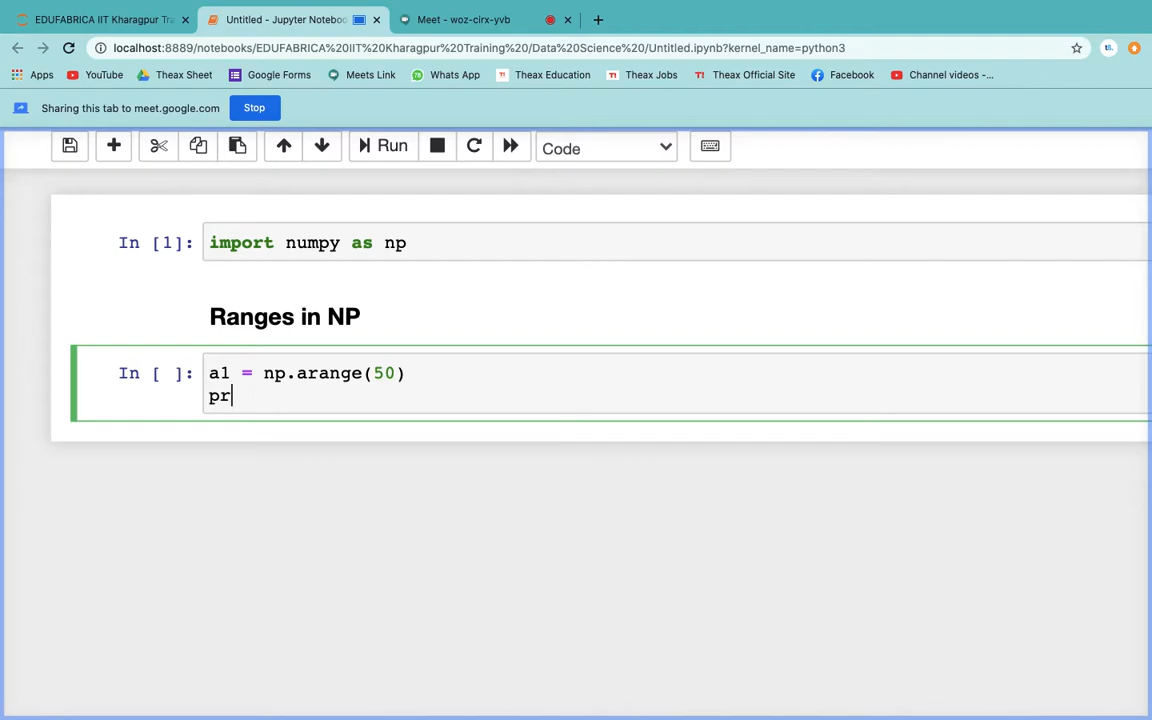 EDUFABRICA IIT Kharagpur Tra
Untitled - Jupyter Noteboo
Meet - woz-cirx-yvb
localhost:8889/notebooks/EDUFABRICA%20IIT%20Kharagpur%20Training%20/Data%20Science%20/Untitled.ipynb?kernel_name=python3
Apps YouTube Theax Sheet Google Forms Meets Link Whats App Theax Education Theax Jobs Theax Official Site Facebook Channel videos -...
Sharing this tab to meet.google.com Stop
Run Code
In [1]: import numpy as np
Ranges in NP
In [ ]: a1 = np.arange(50)
pr